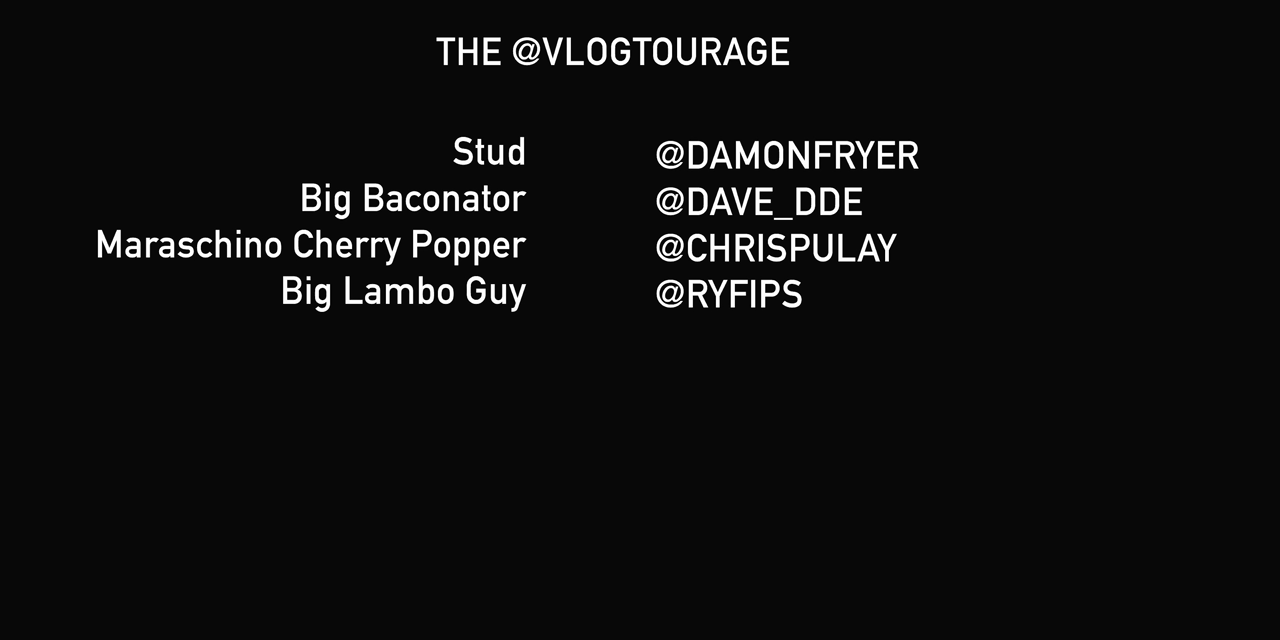 THE @VLOGTOURAGE
Stud @DAMONFRYER
Big Baconator @DAVE_DDE
Maraschino Cherry Popper @CHRISPULAY
Big Lambo Guy @RYFIPS